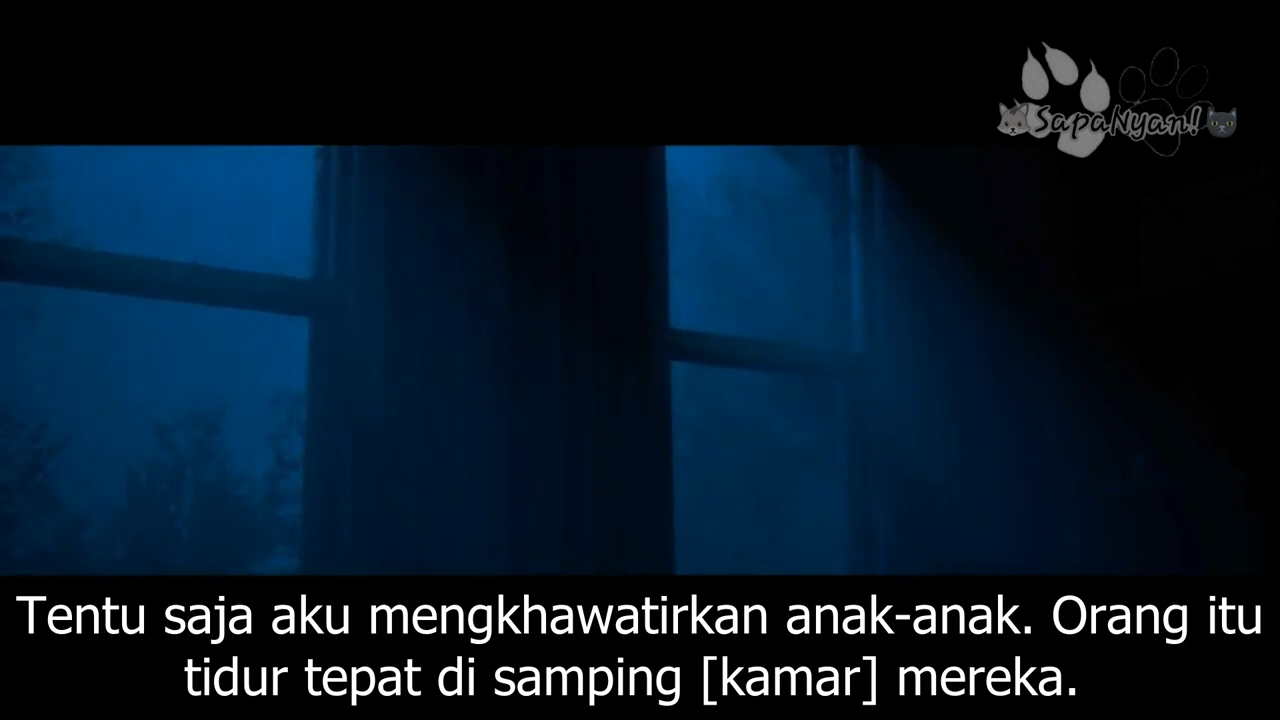 SapaNyan!
Tentu saja aku mengkhawatirkan anak-anak. Orang itu
tidur tepat di samping [kamar] mereka.